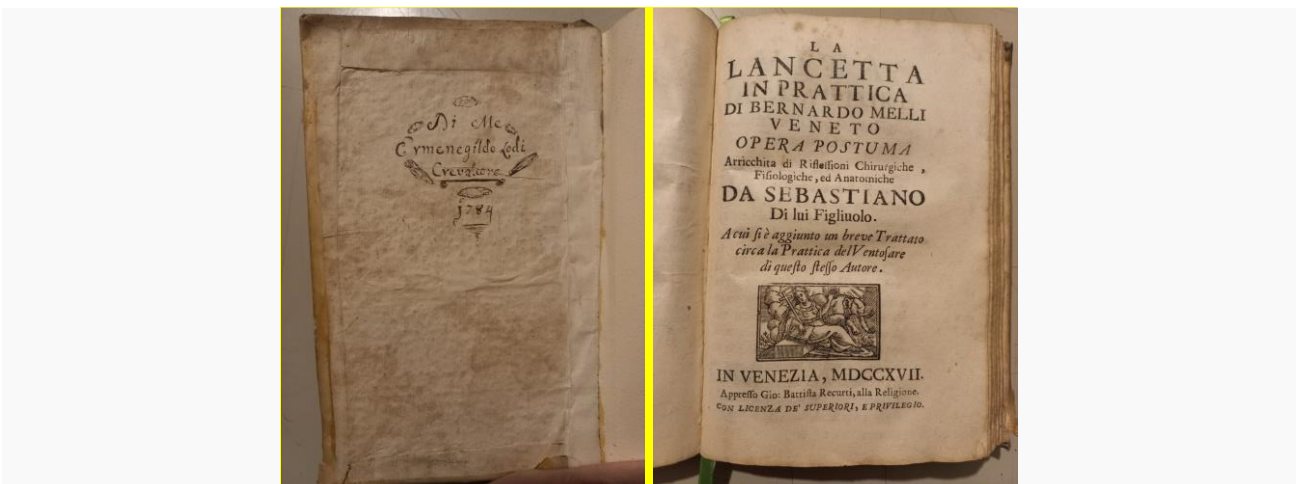 Di Me
Ermenegildo Lodi
Crevalcore
1784
LA
LANCETTA
IN PRATTICA
DI BERNARDO MELLI
VENETO
OPERA POSTUMA
Arricchita di Riflessioni Chirurgiche,
Fisiologiche, ed Anatomiche
DA SEBASTIANO
Di lui Figliuolo.
A cui si è aggiunto un breve Trattato
circa la Prattica del Ventosare
di questo stesso Autore.
IN VENEZIA, MDCCXVII.
Appresso Gio: Battista Recurti, alla Religione.
CON LICENZA DE' SUPERIORI, E PRIVILEGIO.